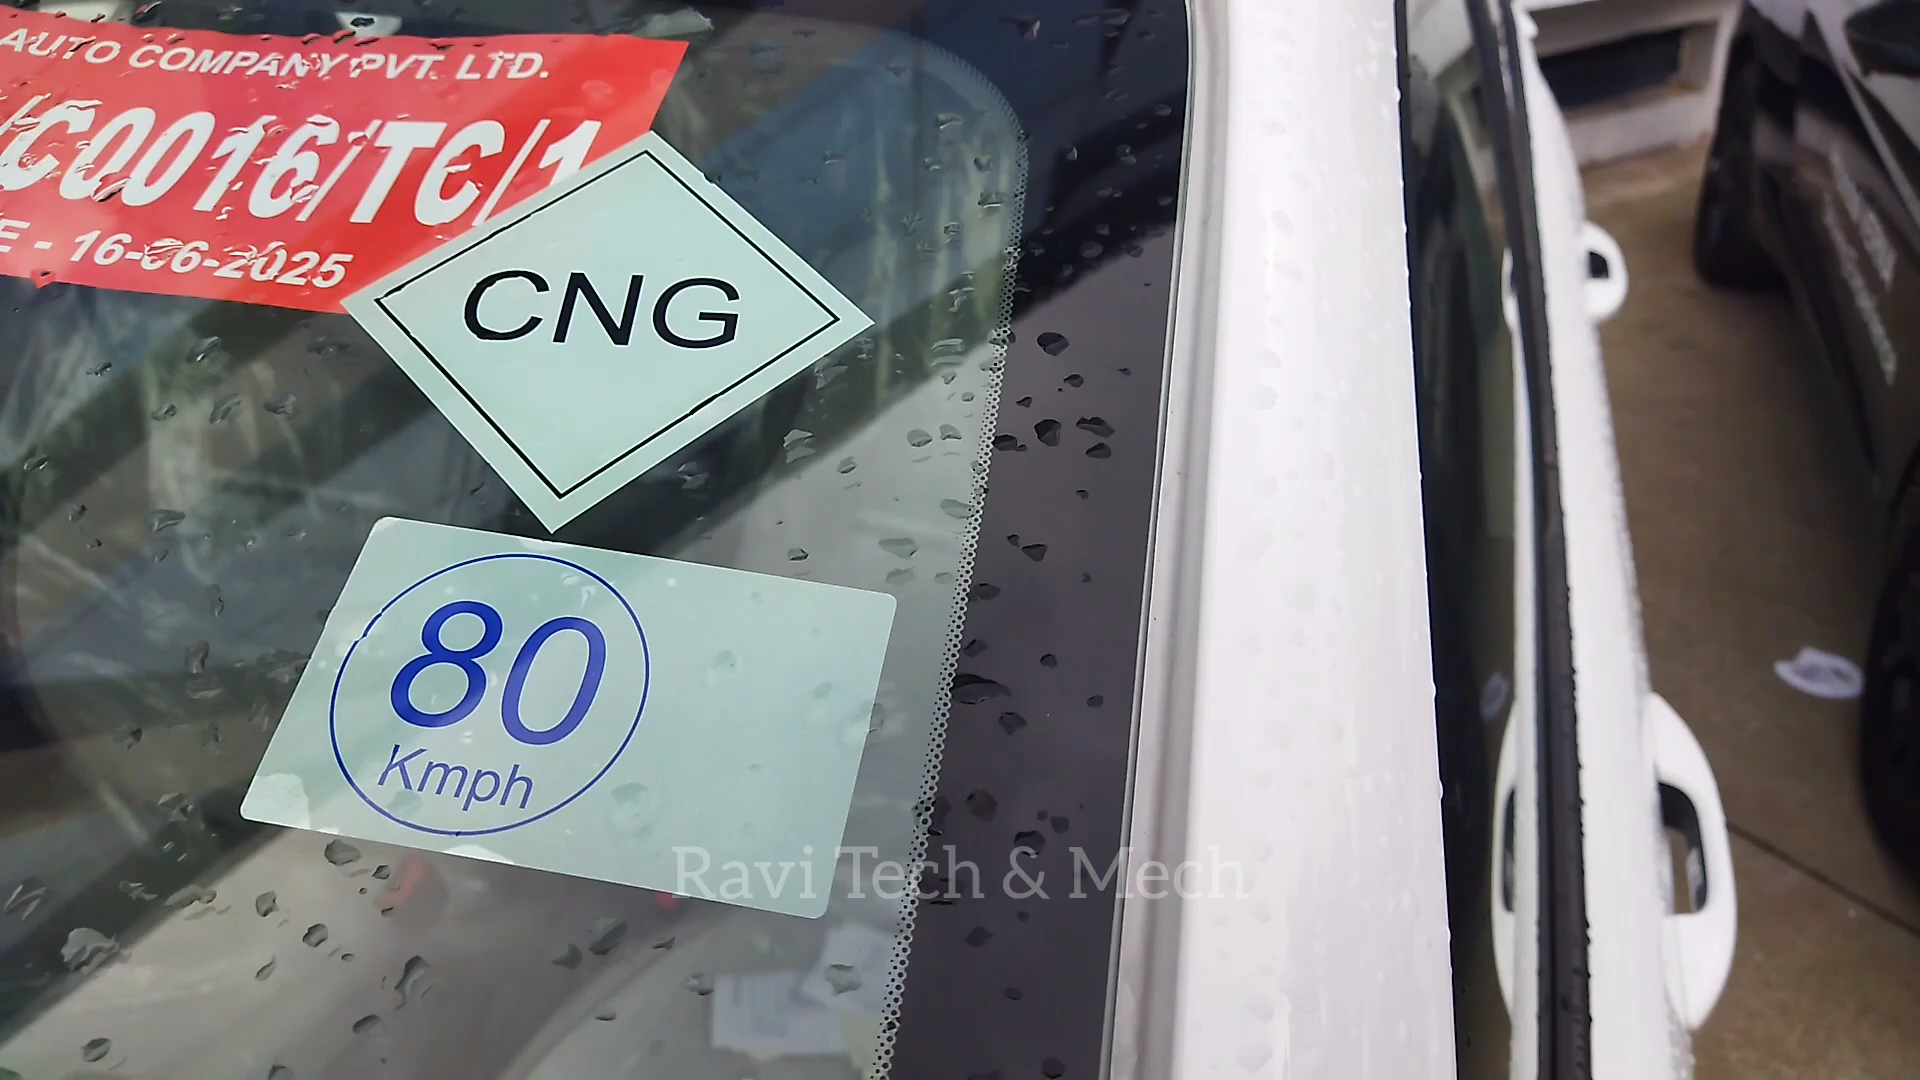 AUTO COMPANY PVT. LTD.
/C0016/TC/1
E - 16-06-2025
CNG
80
Kmph
Ravi Tech & Mech